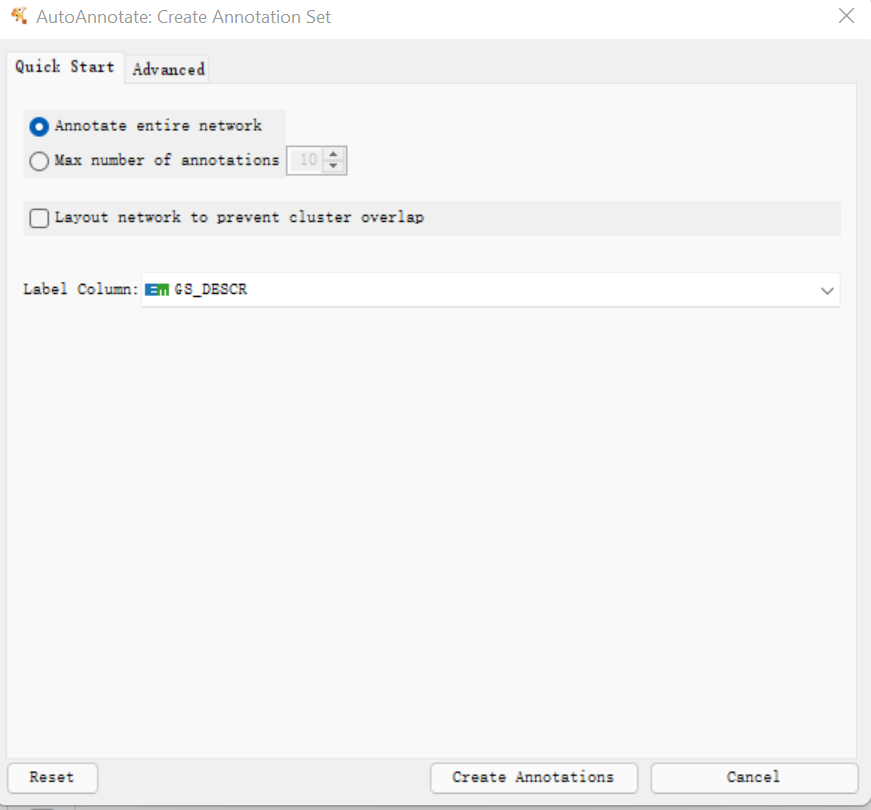 AutoAnnotate: Create Annotation Set
Quick Start
Advanced
Annotate entire network
Max number of annotations 10
Layout network to prevent cluster overlap
Label Column: EM GS_DESCR
Reset
Create Annotations
Cancel